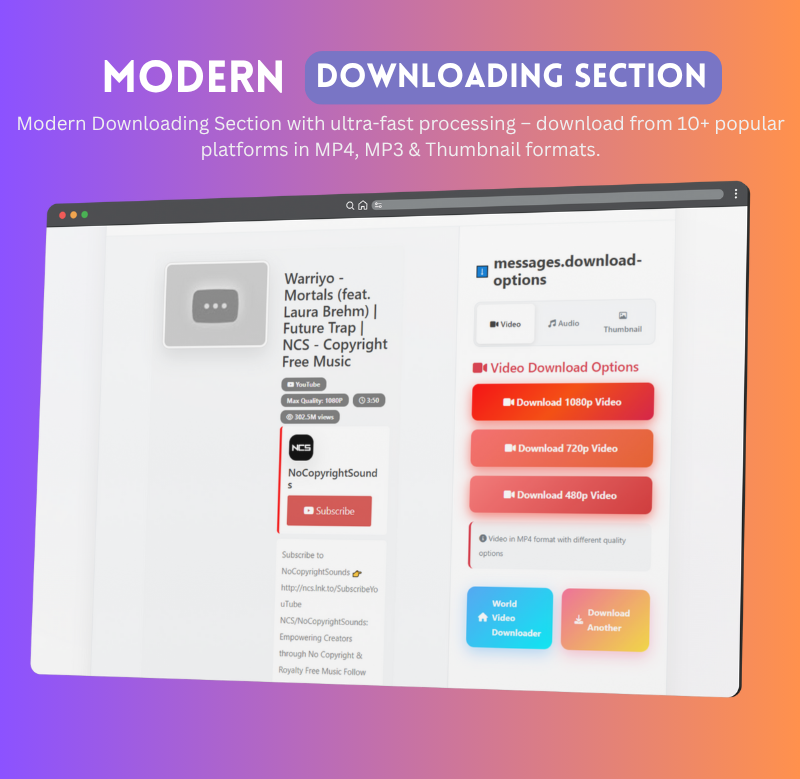 MODERN DOWNLOADING SECTION
Modern Downloading Section with ultra-fast processing – download from 10+ popular
platforms in MP4, MP3 & Thumbnail formats.
Warriyo -
Mortals (feat.
Laura Brehm) |
Future Trap |
NCS - Copyright
Free Music
YouTube
Max Quality: 1080P 3:50
302.5M views
NCS
NoCopyrightSound
s
Subscribe
Subscribe to
NoCopyrightSounds 👉
http://ncs.lnk.to/SubscribeYo
uTube
NCS/NoCopyrightSounds:
Empowering Creators
through No Copyright &
Royalty Free Music Follow
messages.download-
options
Video Audio Thumbnail
Video Download Options
Download 1080p Video
Download 720p Video
Download 480p Video
Video in MP4 format with different quality
options
World
Video
Downloader
Download
Another